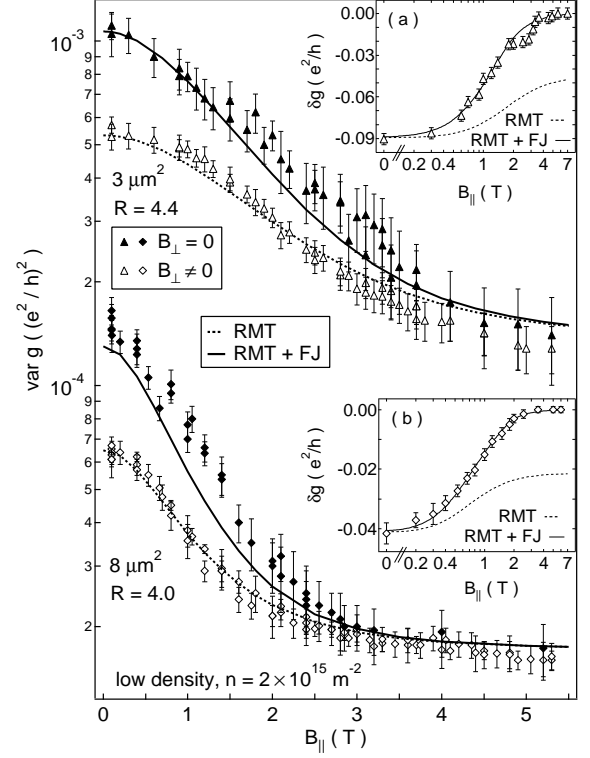 10⁻³
9
8
7
6
5
4
3
2
10⁻⁴
9
8
7
6
5
4
3
2
var g ( (e² / h)² )
3 μm²
R = 4.4
B⊥ = 0
B⊥ ≠ 0
RMT
RMT + FJ
8 μm²
R = 4.0
low density, n = 2×10¹⁵ m⁻²
0 1 2 3 4 5
B|| ( T )
( a )
δg ( e²/h )
0.00
-0.03
-0.06
-0.09
RMT
RMT + FJ
0 0.2 0.4 1 2 4 7
B|| ( T )
( b )
δg ( e²/h )
0.00
-0.02
-0.04
RMT
RMT + FJ
0.2 0.4 1 2 4 7
B|| ( T )